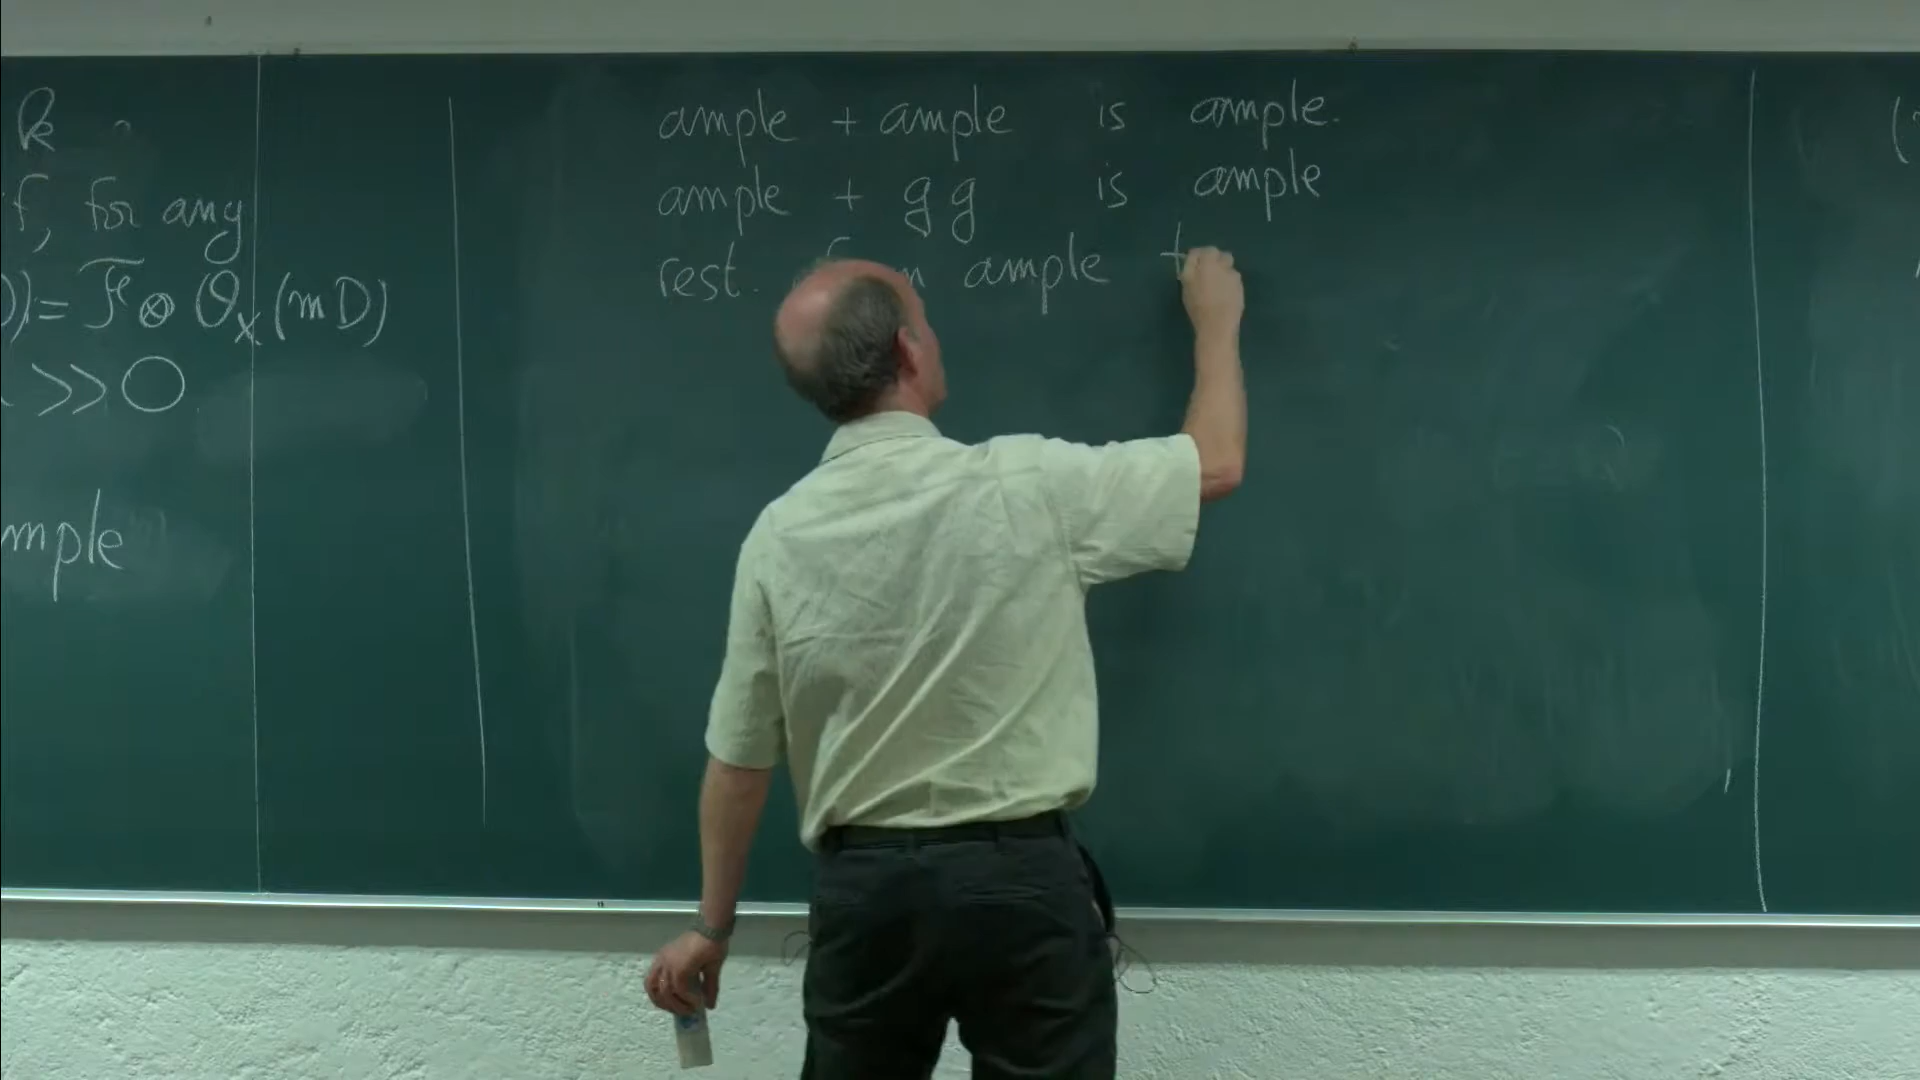 k
f, for any
D) = F ⊗ O_X(mD)
>> 0
mple
ample + ample is ample.
ample + gg is ample
rest. ample t
(